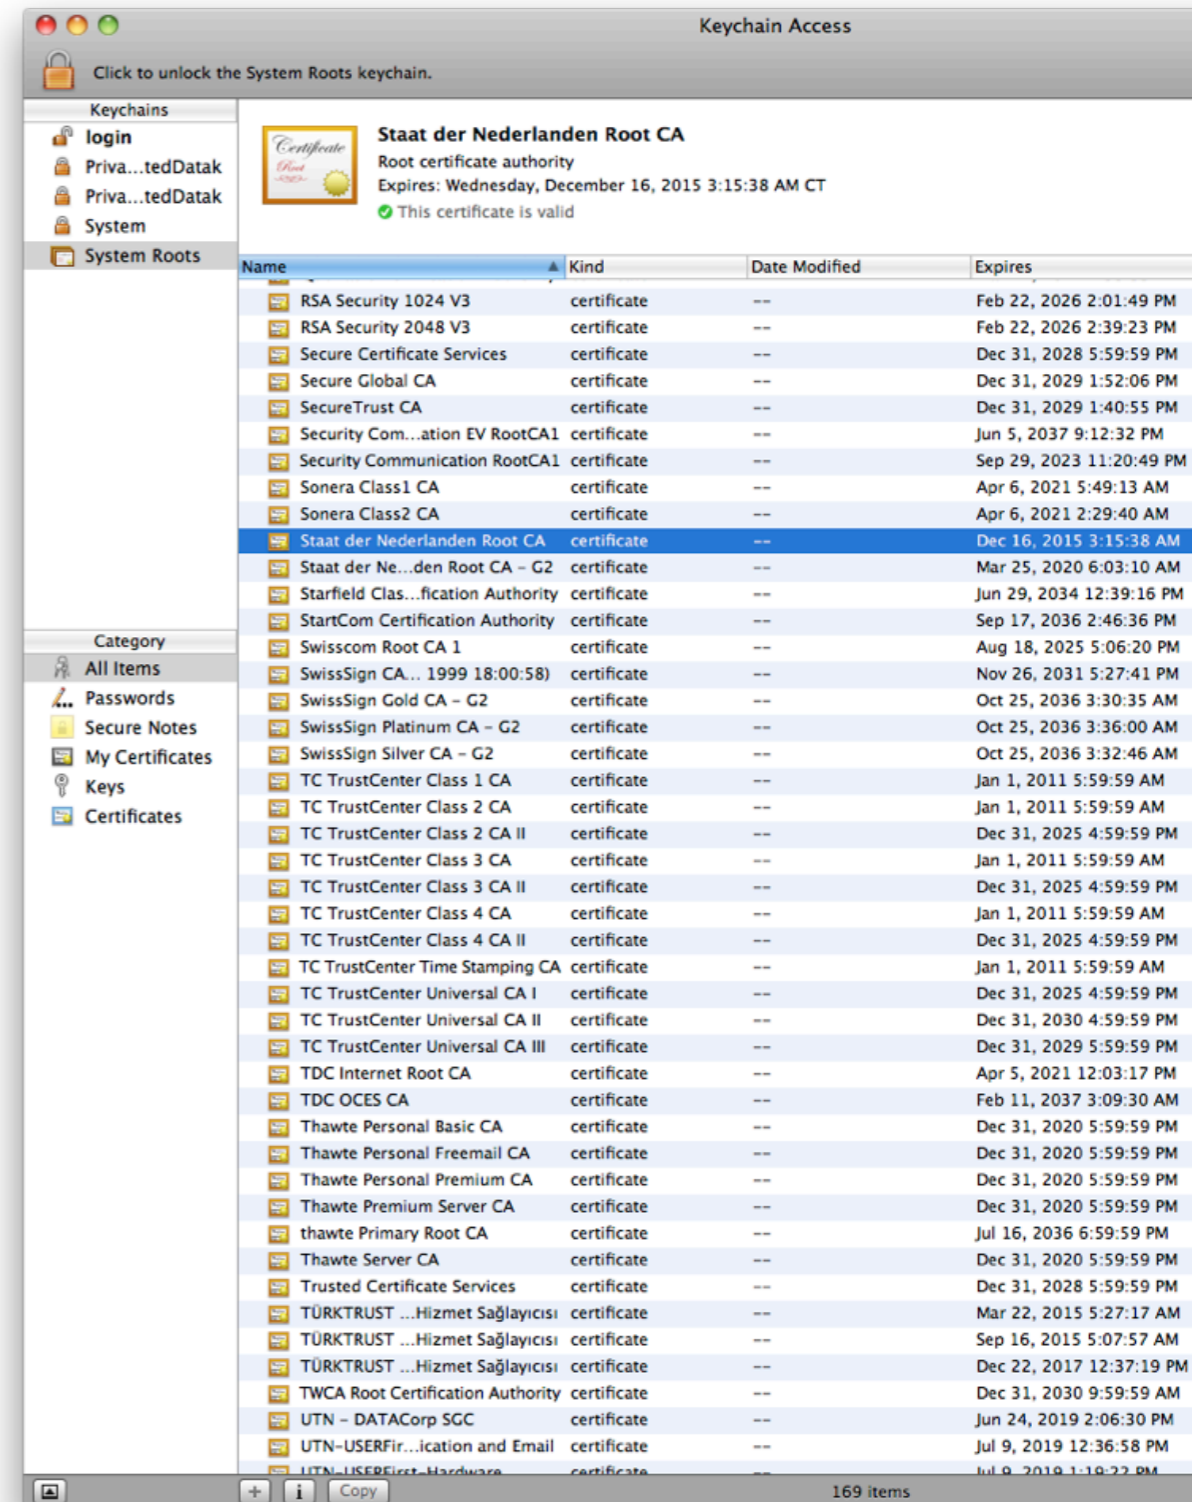 Keychain Access
Click to unlock the System Roots keychain.
Keychains
login
Priva...tedDatak
Priva...tedDatak
System
System Roots
Category
All Items
Passwords
Secure Notes
My Certificates
Keys
Certificates
Certificate
Root
Staat der Nederlanden Root CA
Root certificate authority
Expires: Wednesday, December 16, 2015 3:15:38 AM CT
This certificate is valid
Name Kind Date Modified Expires
RSA Security 1024 V3 certificate -- Feb 22, 2026 2:01:49 PM
RSA Security 2048 V3 certificate -- Feb 22, 2026 2:39:23 PM
Secure Certificate Services certificate -- Dec 31, 2028 5:59:59 PM
Secure Global CA certificate -- Dec 31, 2029 1:52:06 PM
SecureTrust CA certificate -- Dec 31, 2029 1:40:55 PM
Security Com...ation EV RootCA1 certificate -- Jun 5, 2037 9:12:32 PM
Security Communication RootCA1 certificate -- Sep 29, 2023 11:20:49 PM
Sonera Class1 CA certificate -- Apr 6, 2021 5:49:13 AM
Sonera Class2 CA certificate -- Apr 6, 2021 2:29:40 AM
Staat der Nederlanden Root CA certificate -- Dec 16, 2015 3:15:38 AM
Staat der Ne...den Root CA – G2 certificate -- Mar 25, 2020 6:03:10 AM
Starfield Clas...fication Authority certificate -- Jun 29, 2034 12:39:16 PM
StartCom Certification Authority certificate -- Sep 17, 2036 2:46:36 PM
Swisscom Root CA 1 certificate -- Aug 18, 2025 5:06:20 PM
SwissSign CA... 1999 18:00:58) certificate -- Nov 26, 2031 5:27:41 PM
SwissSign Gold CA – G2 certificate -- Oct 25, 2036 3:30:35 AM
SwissSign Platinum CA – G2 certificate -- Oct 25, 2036 3:36:00 AM
SwissSign Silver CA – G2 certificate -- Oct 25, 2036 3:32:46 AM
TC TrustCenter Class 1 CA certificate -- Jan 1, 2011 5:59:59 AM
TC TrustCenter Class 2 CA certificate -- Jan 1, 2011 5:59:59 AM
TC TrustCenter Class 2 CA II certificate -- Dec 31, 2025 4:59:59 PM
TC TrustCenter Class 3 CA certificate -- Jan 1, 2011 5:59:59 AM
TC TrustCenter Class 3 CA II certificate -- Dec 31, 2025 4:59:59 PM
TC TrustCenter Class 4 CA certificate -- Jan 1, 2011 5:59:59 AM
TC TrustCenter Class 4 CA II certificate -- Dec 31, 2025 4:59:59 PM
TC TrustCenter Time Stamping CA certificate -- Jan 1, 2011 5:59:59 AM
TC TrustCenter Universal CA I certificate -- Dec 31, 2025 4:59:59 PM
TC TrustCenter Universal CA II certificate -- Dec 31, 2030 4:59:59 PM
TC TrustCenter Universal CA III certificate -- Dec 31, 2029 5:59:59 PM
TDC Internet Root CA certificate -- Apr 5, 2021 12:03:17 PM
TDC OCES CA certificate -- Feb 11, 2037 3:09:30 AM
Thawte Personal Basic CA certificate -- Dec 31, 2020 5:59:59 PM
Thawte Personal Freemail CA certificate -- Dec 31, 2020 5:59:59 PM
Thawte Personal Premium CA certificate -- Dec 31, 2020 5:59:59 PM
Thawte Premium Server CA certificate -- Dec 31, 2020 5:59:59 PM
thawte Primary Root CA certificate -- Jul 16, 2036 6:59:59 PM
Thawte Server CA certificate -- Dec 31, 2020 5:59:59 PM
Trusted Certificate Services certificate -- Dec 31, 2028 5:59:59 PM
TÜRKTRUST ...Hizmet Sağlayıcısı certificate -- Mar 22, 2015 5:27:17 AM
TÜRKTRUST ...Hizmet Sağlayıcısı certificate -- Sep 16, 2015 5:07:57 AM
TÜRKTRUST ...Hizmet Sağlayıcısı certificate -- Dec 22, 2017 12:37:19 PM
TWCA Root Certification Authority certificate -- Dec 31, 2030 9:59:59 AM
UTN – DATACorp SGC certificate -- Jun 24, 2019 2:06:30 PM
UTN-USERFir...ication and Email certificate -- Jul 9, 2019 12:36:58 PM
UTN-USERFirst-Hardware certificate -- Jul 9, 2019 1:19:22 PM
+ i Copy 169 items